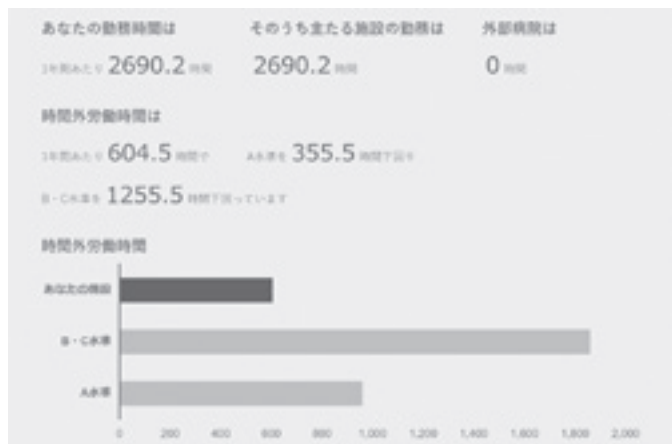 あなたの勤務時間は そのうち主たる施設の勤務は 外部病院は
1年間あたり 2690.2 時間 2690.2 時間 0 時間
時間外労働時間は
1年間あたり 604.5 時間で A水準を 355.5 時間下回り
B・C水準を 1255.5 時間下回っています
時間外労働時間
あなたの施設
B・C水準
A水準
0 200 400 600 800 1,000 1,200 1,400 1,600 1,800 2,000